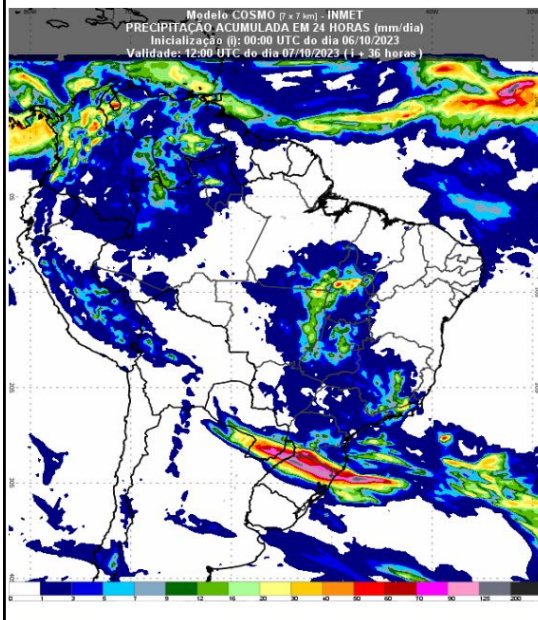 Modelo COSMO [7 x 7 km] - INMET
PRECIPITAÇÃO ACUMULADA EM 24 HORAS (mm/dia)
Inicialização (i): 00:00 UTC do dia 06/10/2023
Validade: 12:00 UTC do dia 07/10/2023 ( i + 36 horas )
0 1 3 5 7 9 12 16 20 30 40 50 60 70 90 120 200